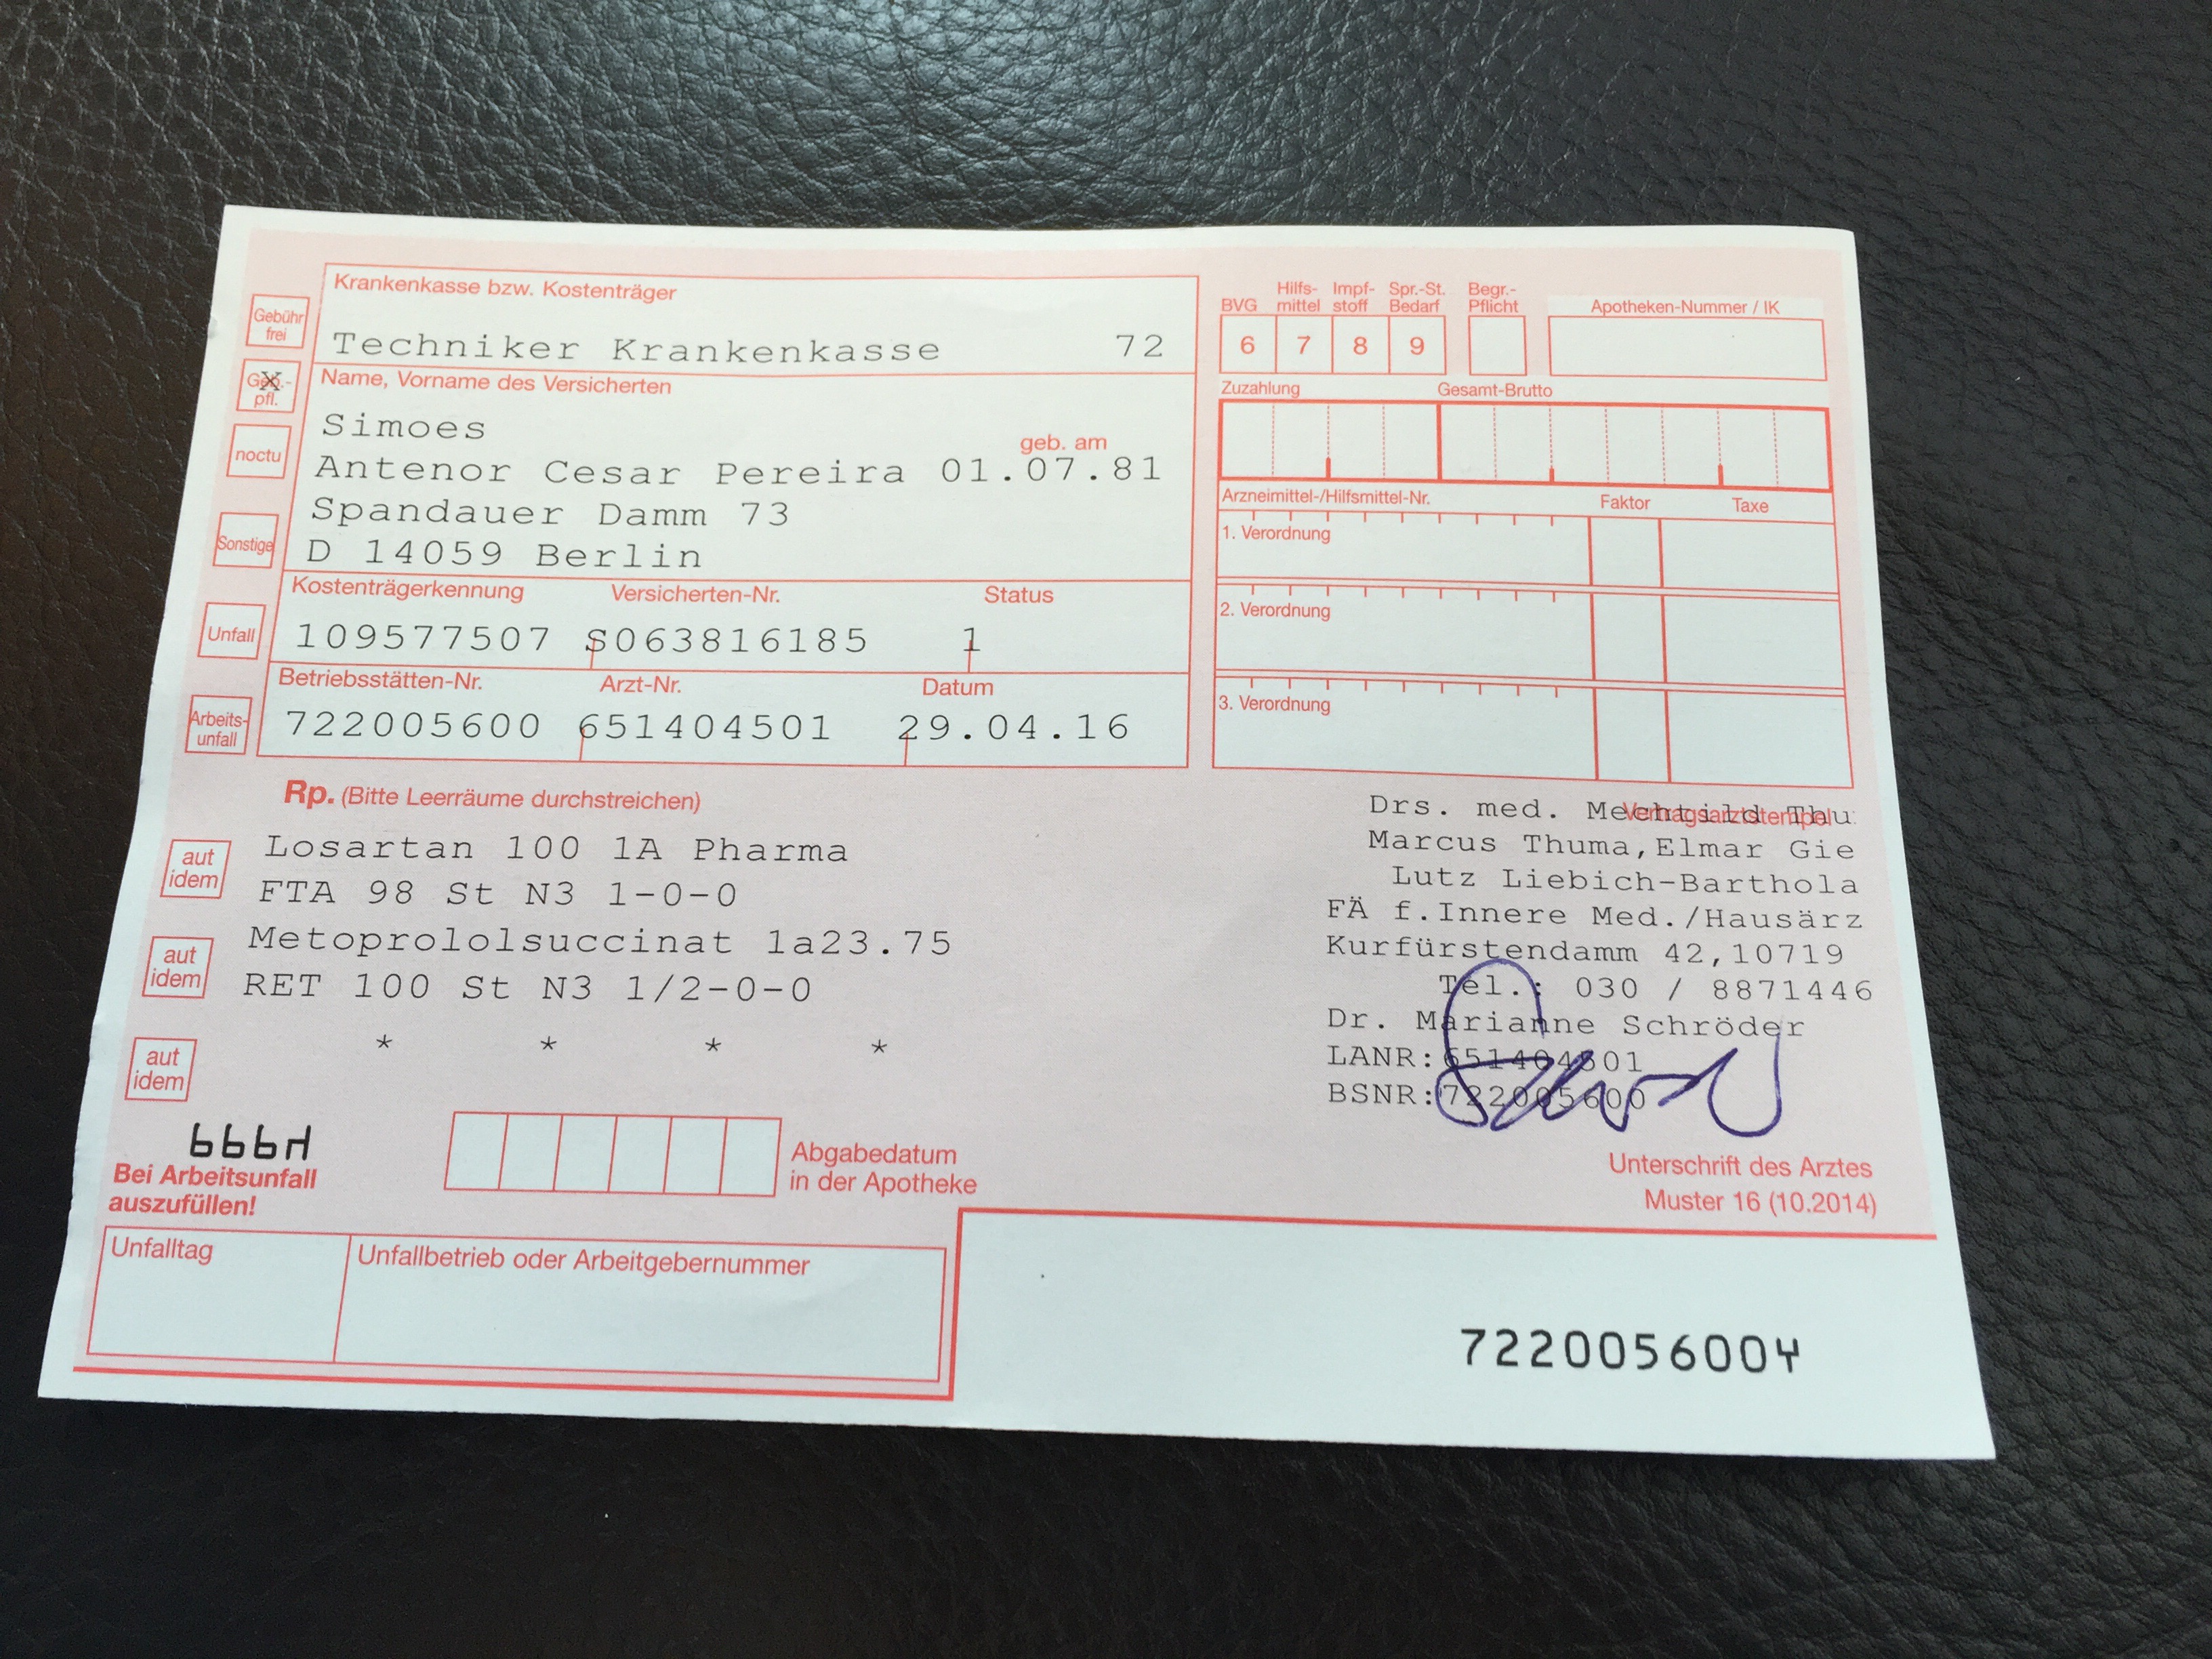 Krankenkasse bzw. Kostenträger
Techniker Krankenkasse 72
Name, Vorname des Versicherten
Simoes
geb. am
Antenor Cesar Pereira 01.07.81
Spandauer Damm 73
D 14059 Berlin
Kostenträgerkennung Versicherten-Nr. Status
109577507 S063816185 1
Betriebsstätten-Nr. Arzt-Nr. Datum
722005600 651404501 29.04.16
Gebühr
frei
Geb.-
pfl.
X
noctu
Sonstige
Unfall
Arbeits-
unfall
BVG Hilfs-
mittel Impf-
stoff Spr.-St.
Bedarf Begr.-
Pflicht Apotheken-Nummer / IK
6 7 8 9
Zuzahlung Gesamt-Brutto
Arzneimittel-/Hilfsmittel-Nr. Faktor Taxe
1. Verordnung
2. Verordnung
3. Verordnung
Rp. (Bitte Leerräume durchstreichen)
aut
idem
Losartan 100 1A Pharma
FTA 98 St N3 1-0-0
aut
idem
Metoprololsuccinat 1a23.75
RET 100 St N3 1/2-0-0
aut
idem
* * * *
Vertragsarztstempel
Drs. med. Mechtild Thu
Marcus Thuma,Elmar Gie
Lutz Liebich-Barthola
FÄ f.Innere Med./Hausärz
Kurfürstendamm 42,10719
Tel.: 030 / 8871446
Dr. Marianne Schröder
LANR:651404501
BSNR:722005600
Unterschrift des Arztes
Muster 16 (10.2014)
Bei Arbeitsunfall
auszufüllen!
Abgabedatum
in der Apotheke
Unfalltag Unfallbetrieb oder Arbeitgebernummer
722005600